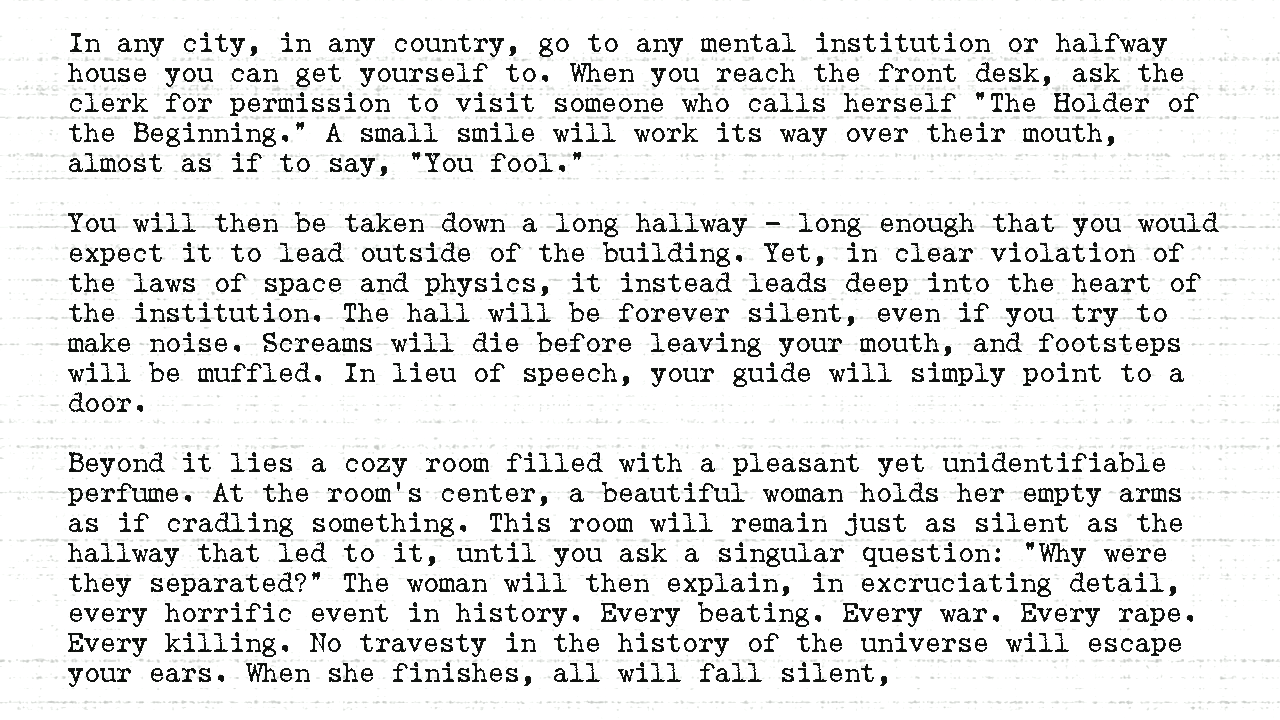 In any city, in any country, go to any mental institution or halfway
house you can get yourself to. When you reach the front desk, ask the
clerk for permission to visit someone who calls herself "The Holder of
the Beginning." A small smile will work its way over their mouth,
almost as if to say, "You fool."
You will then be taken down a long hallway - long enough that you would
expect it to lead outside of the building. Yet, in clear violation of
the laws of space and physics, it instead leads deep into the heart of
the institution. The hall will be forever silent, even if you try to
make noise. Screams will die before leaving your mouth, and footsteps
will be muffled. In lieu of speech, your guide will simply point to a
door.
Beyond it lies a cozy room filled with a pleasant yet unidentifiable
perfume. At the room's center, a beautiful woman holds her empty arms
as if cradling something. This room will remain just as silent as the
hallway that led to it, until you ask a singular question: "Why were
they separated?" The woman will then explain, in excruciating detail,
every horrific event in history. Every beating. Every war. Every rape.
Every killing. No travesty in the history of the universe will escape
your ears. When she finishes, all will fall silent,